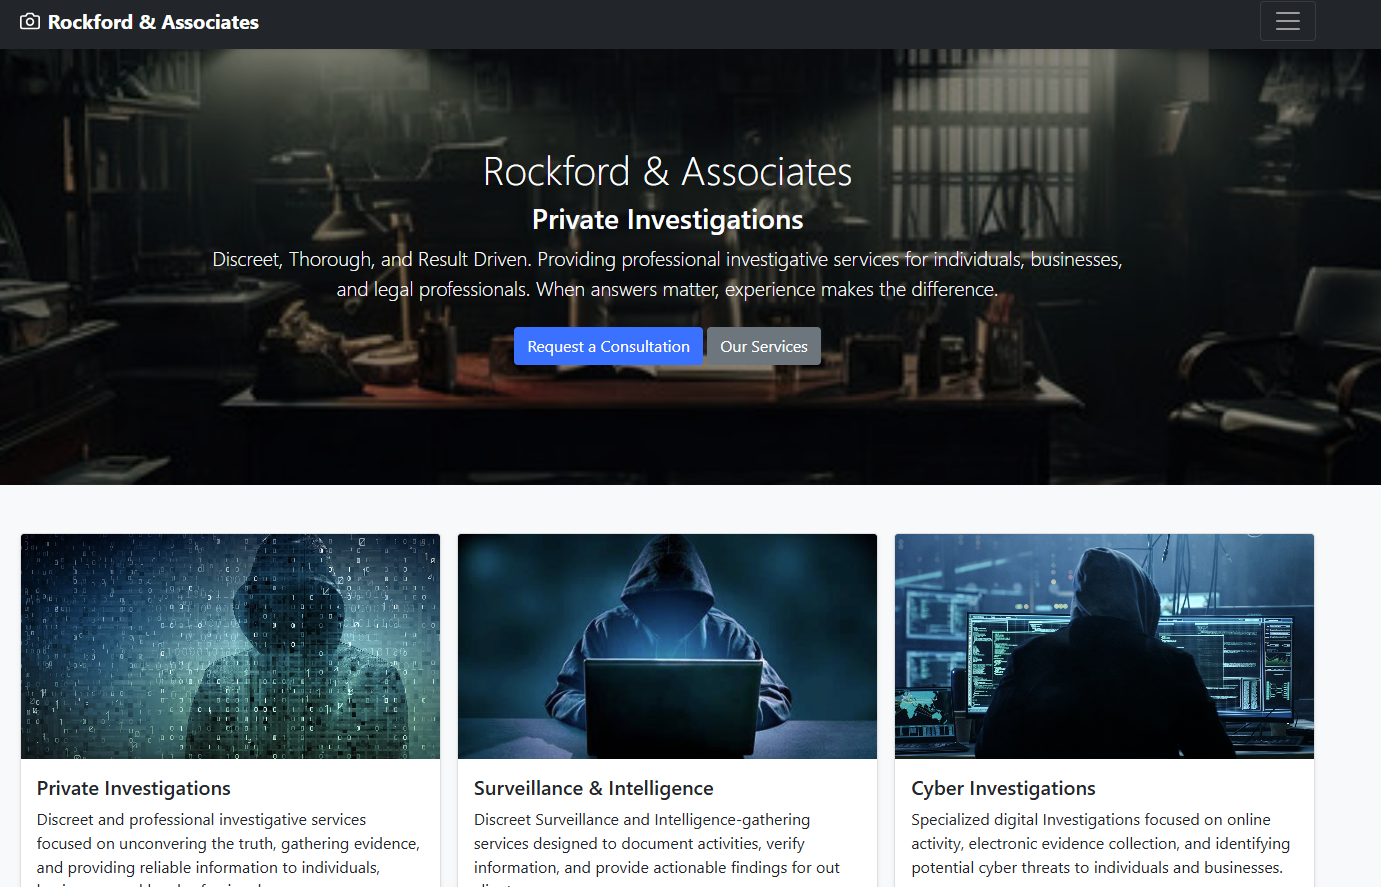 Rockford & Associates
Rockford & Associates
Private Investigations
Discreet, Thorough, and Result Driven. Providing professional investigative services for individuals, businesses,
and legal professionals. When answers matter, experience makes the difference.
Request a Consultation
Our Services
Private Investigations
Discreet and professional investigative services
focused on unconvering the truth, gathering evidence,
and providing reliable information to individuals,
Surveillance & Intelligence
Discreet Surveillance and Intelligence-gathering
services designed to document activities, verify
information, and provide actionable findings for out
Cyber Investigations
Specialized digital Investigations focused on online
activity, electronic evidence collection, and identifying
potential cyber threats to individuals and businesses.